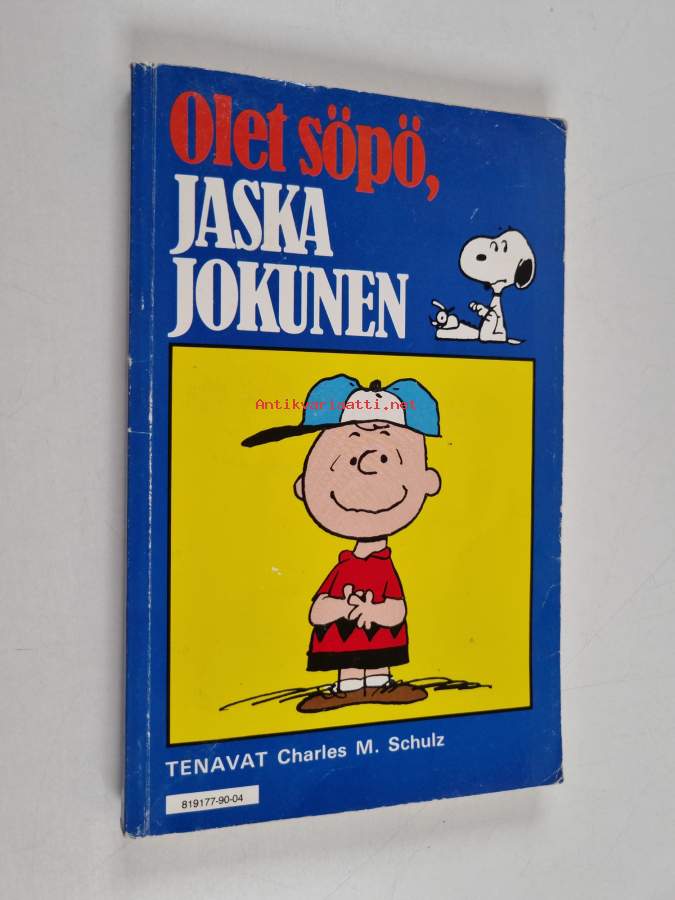 Olet söpö,
JASKA
JOKUNEN
Antikvariaatti.net
TENAVAT Charles M. Schulz
819177-90-04